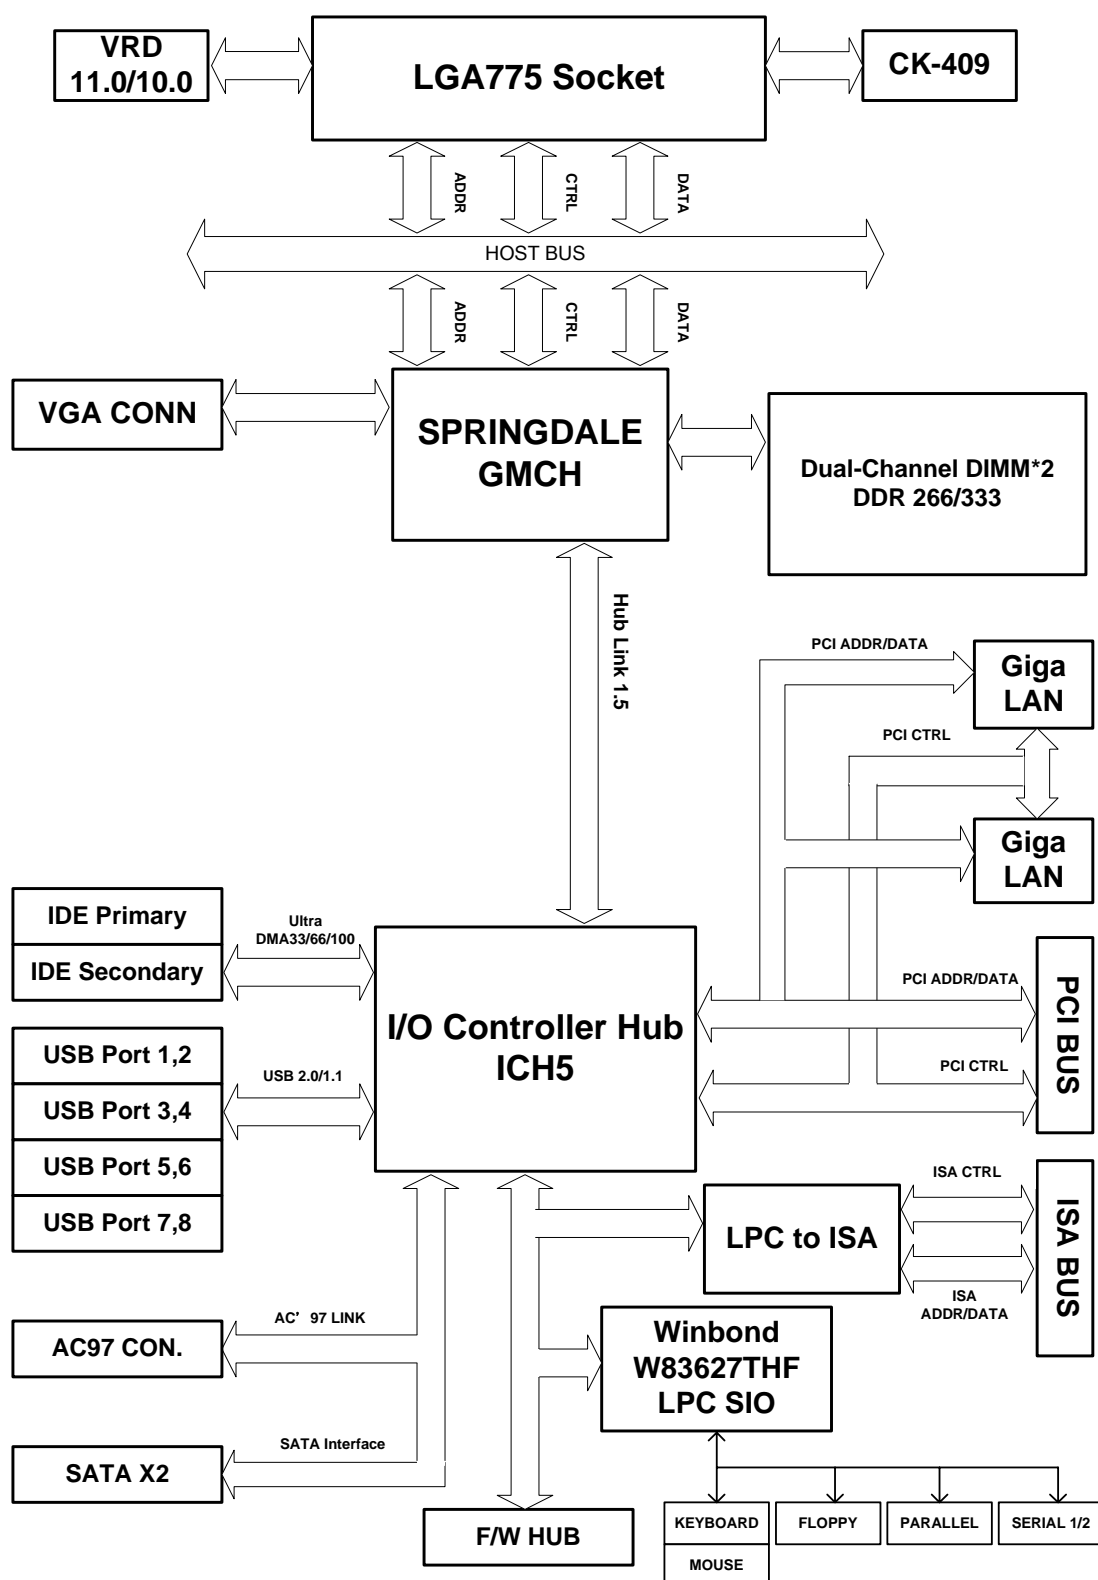 VRD
11.0/10.0
LGA775 Socket
CK-409
ADDR
CTRL
DATA
HOST BUS
ADDR
CTRL
DATA
VGA CONN
SPRINGDALE
GMCH
Dual-Channel DIMM*2
DDR 266/333
Hub Link 1.5
PCI ADDR/DATA
Giga
LAN
PCI CTRL
Giga
LAN
IDE Primary
IDE Secondary
Ultra
DMA33/66/100
I/O Controller Hub
ICH5
PCI ADDR/DATA
PCI CTRL
PCI BUS
USB Port 1,2
USB Port 3,4
USB Port 5,6
USB Port 7,8
USB 2.0/1.1
LPC to ISA
ISA CTRL
ISA
ADDR/DATA
ISA BUS
AC97 CON.
AC’97 LINK
Winbond
W83627THF
LPC SIO
SATA X2
SATA Interface
F/W HUB
KEYBOARD
MOUSE
FLOPPY
PARALLEL
SERIAL 1/2